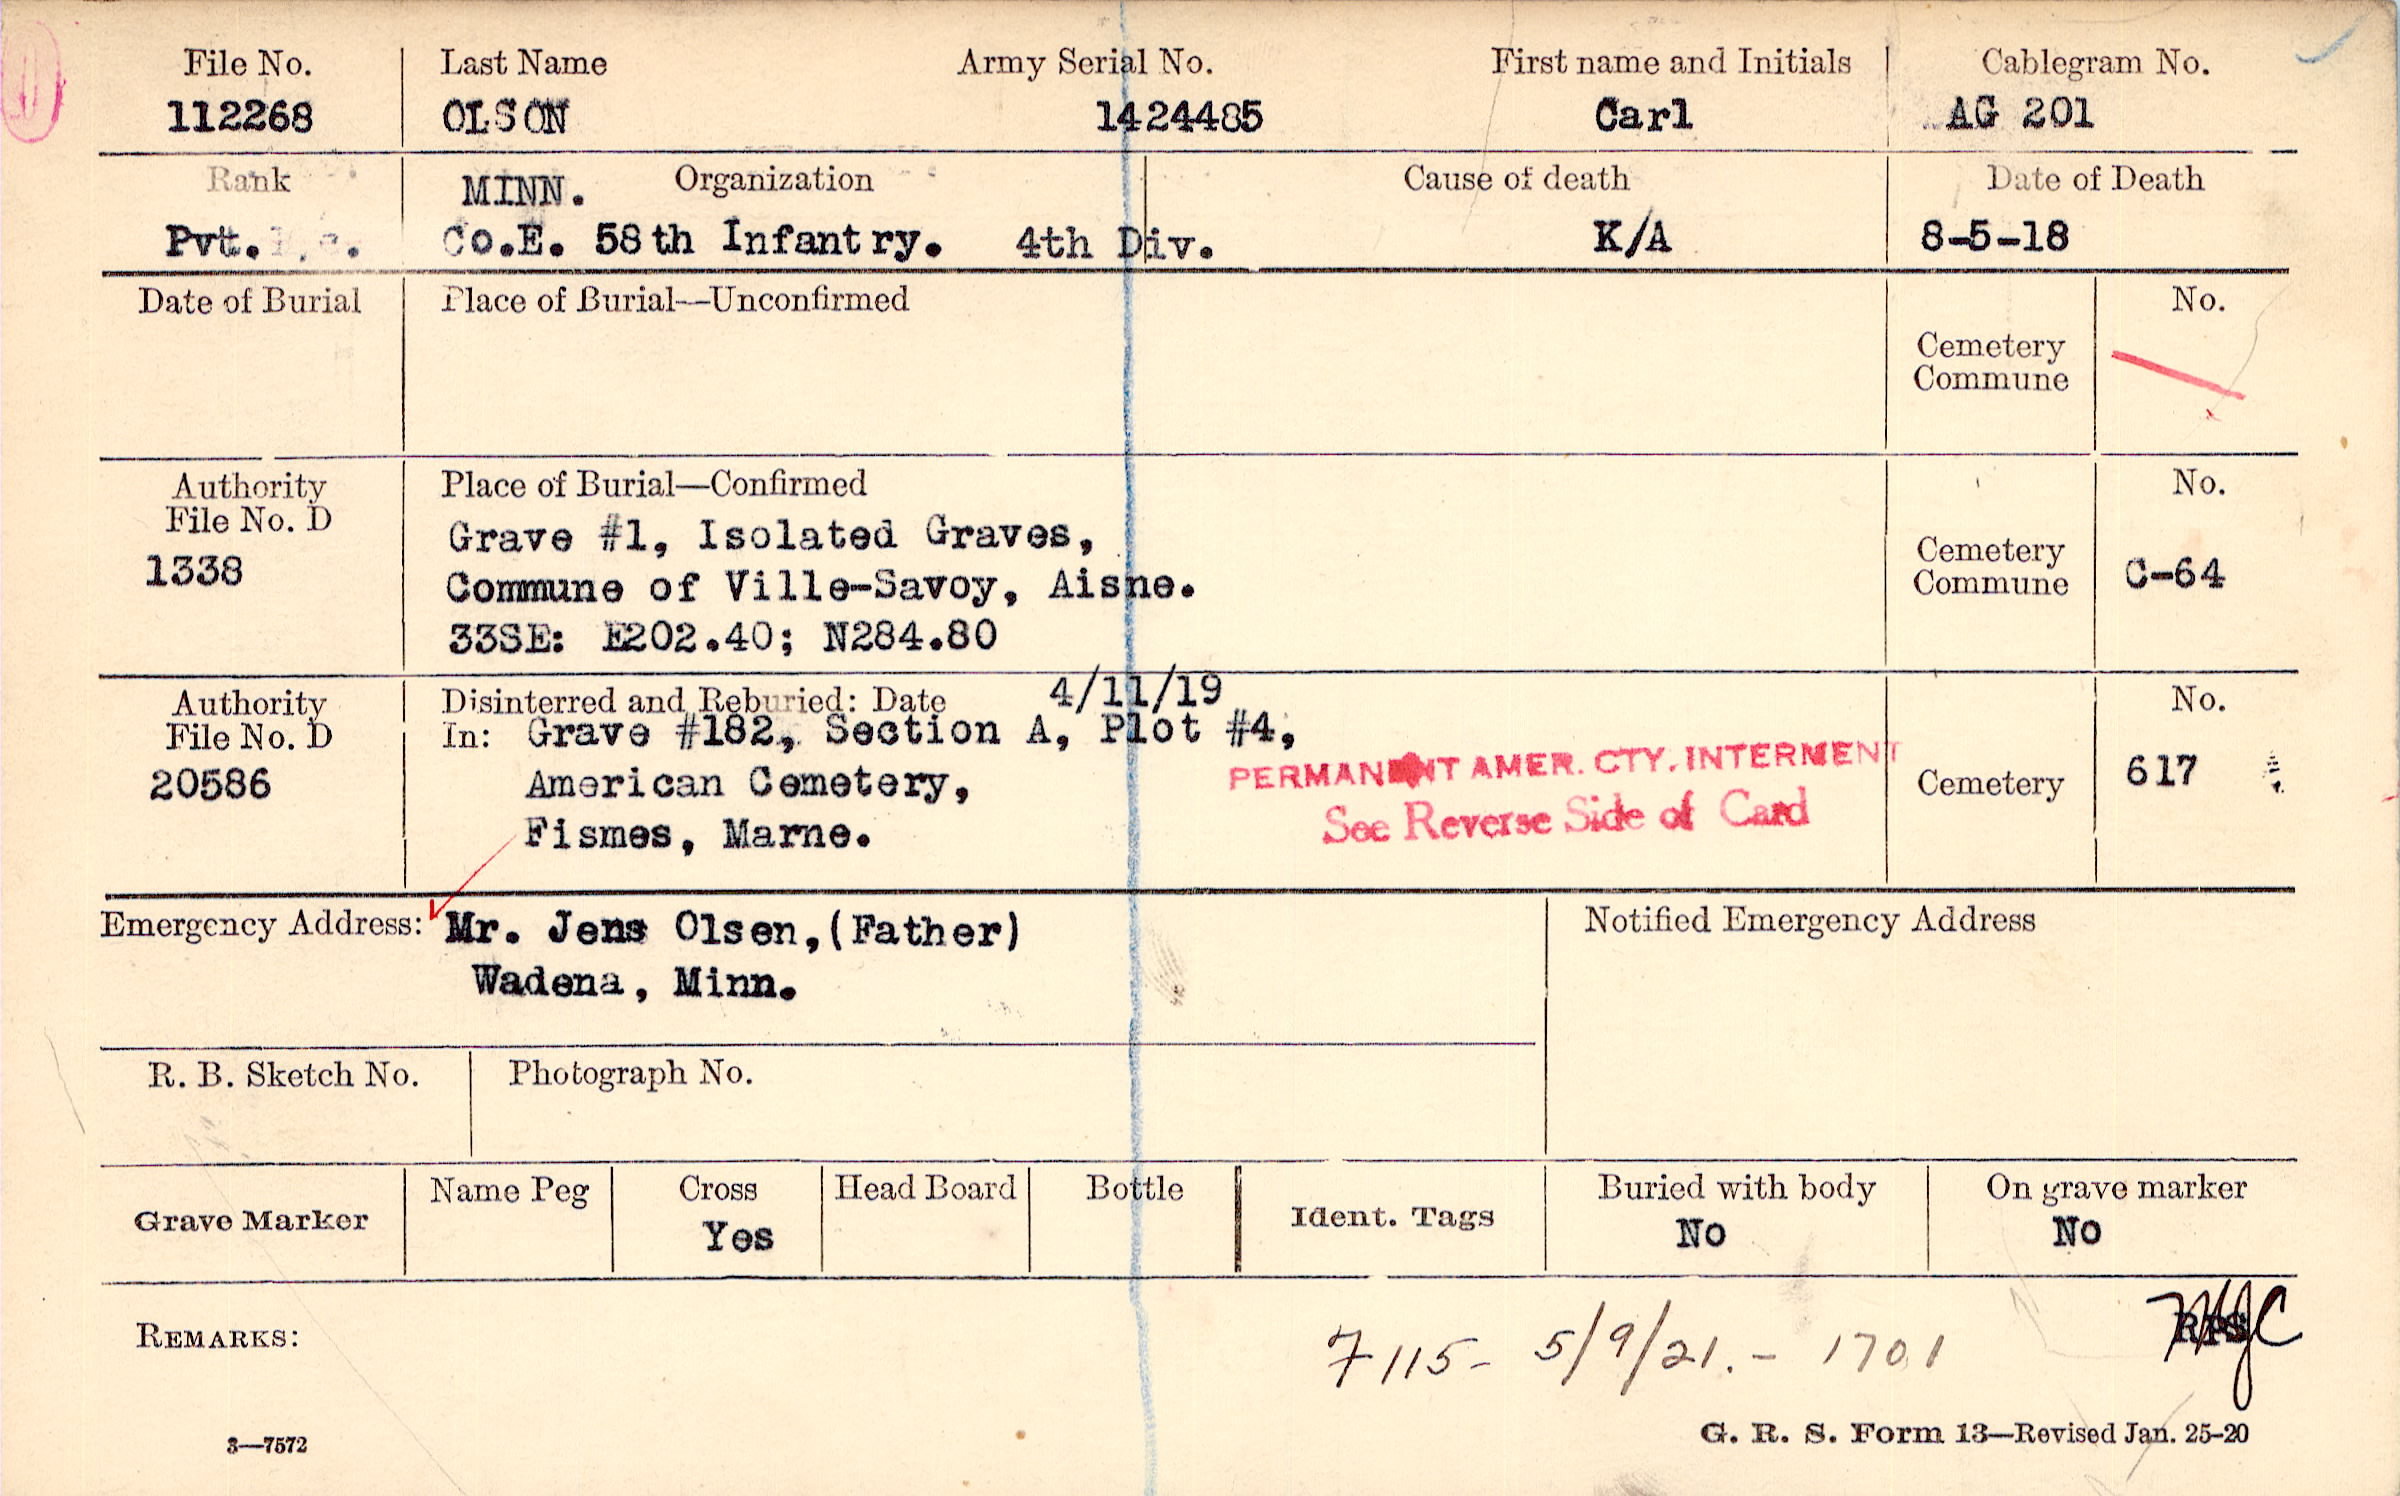 File No. Last Name Army Serial No. First name and Initials Cablegram No.
112268 OLSON 1424485 Carl AG 201
Rank MINN. Organization Cause of death Date of Death
Pvt. Co.E. 58th Infantry. 4th Div. K/A 8-5-18
Date of Burial Place of Burial—Unconfirmed No.
Cemetery
Commune
Authority Place of Burial—Confirmed No.
File No. D Grave #1, Isolated Graves,
1338 Commune of Ville-Savoy, Aisne. Cemetery
Commune C-64
33SE: E202.40; N284.80
Authority Disinterred and Reburied: Date 4/11/19 No.
File No. D In: Grave #182, Section A, Plot #4,
20586 American Cemetery, Cemetery 617
Fismes, Marne.
PERMANENT AMER. CTY. INTERMENT
See Reverse Side of Card
Emergency Address: Mr. Jens Olsen,(Father) Notified Emergency Address
Wadena, Minn.
R. B. Sketch No. Photograph No.
Grave Marker Name Peg Cross Head Board Bottle Ident. Tags Buried with body On grave marker
Yes No No
REMARKS: 7115- 5/9/21. - 1701
3—7572 G. R. S. Form 13—Revised Jan. 25-20